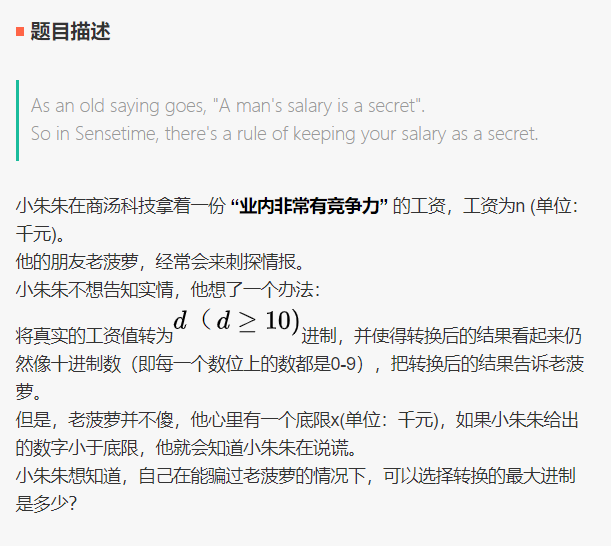 题目描述
As an old saying goes, "A man's salary is a secret".
So in Sensetime, there's a rule of keeping your salary as a secret.
小朱朱在商汤科技拿着一份 “业内非常有竞争力” 的工资，工资为n (单位：
千元)。
他的朋友老菠萝，经常会来刺探情报。
小朱朱不想告知实情，他想了一个办法：
将真实的工资值转为d（d ≥ 10)进制，并使得转换后的结果看起来仍
然像十进制数（即每一个数位上的数都是0-9），把转换后的结果告诉老菠
萝。
但是，老菠萝并不傻，他心里有一个底限x(单位：千元)，如果小朱朱给出
的数字小于底限，他就会知道小朱朱在说谎。
小朱朱想知道，自己在能骗过老菠萝的情况下，可以选择转换的最大进制
是多少？